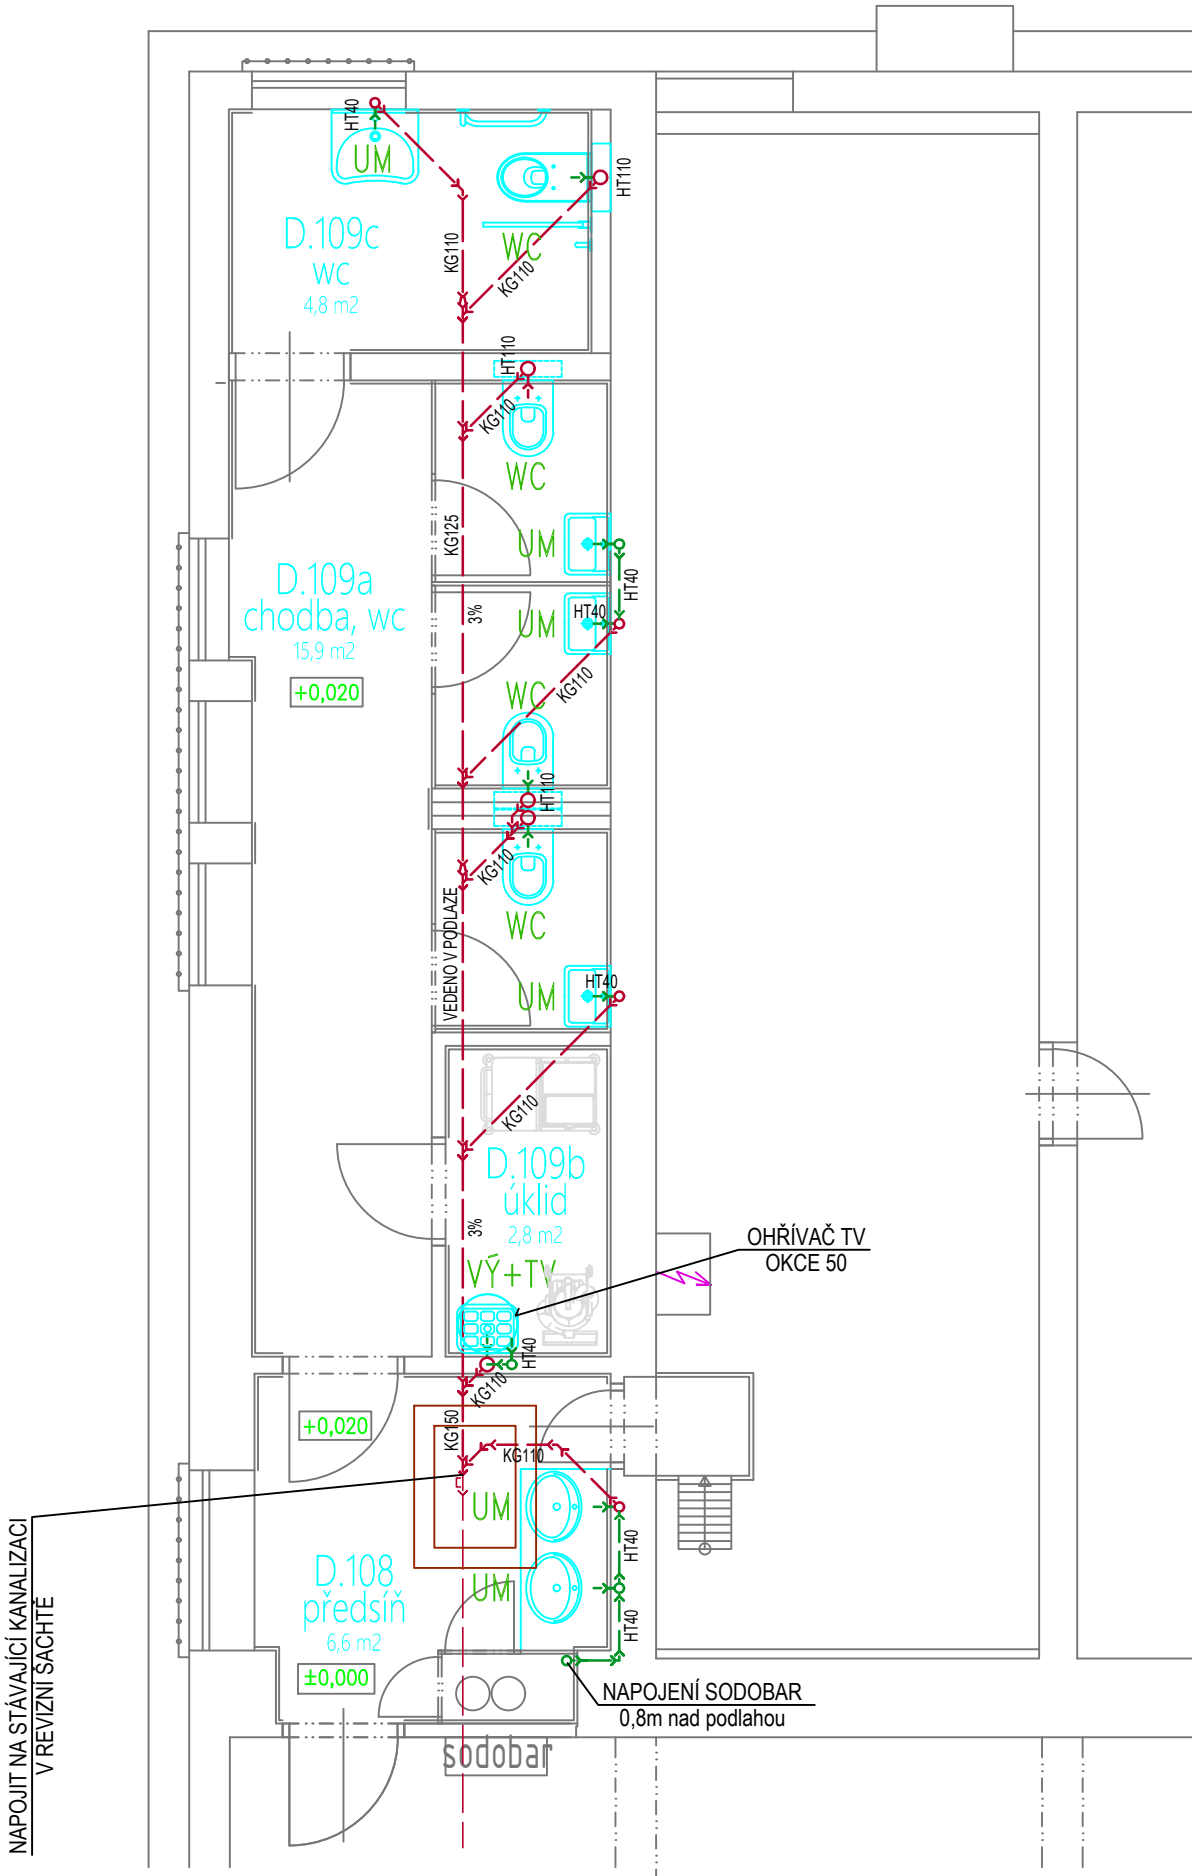 HT40
UM
HT110
D.109c
WC
4,8 m2
KG110
WC
KG110
HT110
KG110
WC
KG125
UM
HT40
D.109a
chodba, wc
15,9 m2
+0,020
3%
HT40
UM
KG110
WC
HT110
KG110
WC
VEDENO V PODLAZE
HT40
UM
KG110
D.109b
úklid
2,8 m2
3%
VÝ+TV
OHŘÍVAČ TV
OKCE 50
HT40
KG110
+0,020
KG150
KG110
UM
HT40
UM
HT40
D.108
předsíň
6,6 m2
±0,000
NAPOJENÍ SODOBAR
0,8m nad podlahou
sodobar
NAPOJIT NA STÁVAJÍCÍ KANALIZACI
V REVIZNÍ ŠACHTĚ